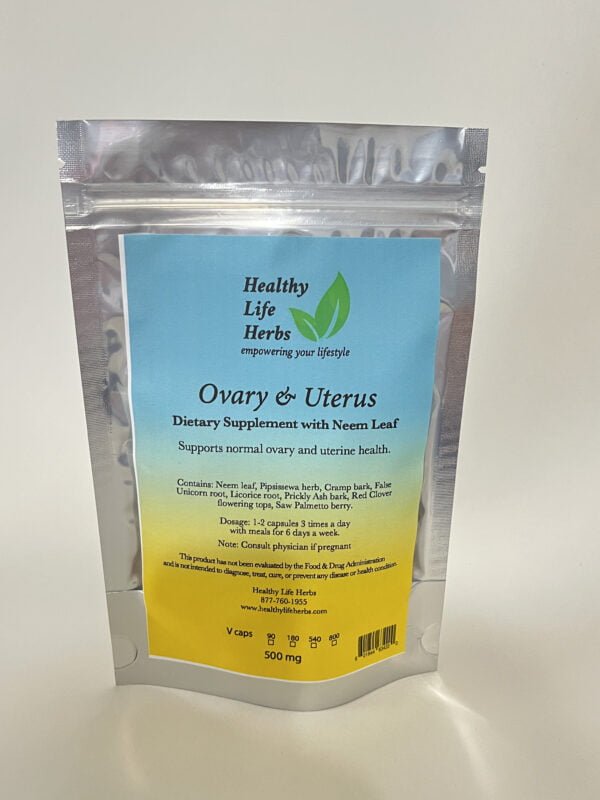 Healthy
Life
Herbs
empowering your lifestyle
Ovary & Uterus
Dietary Supplement with Neem Leaf
Supports normal ovary and uterine health.
Contains: Neem leaf, Pipsissewa herb, Cramp bark, False
Unicorn root, Licorice root, Prickly Ash bark, Red Clover
flowering tops, Saw Palmetto berry.
Dosage: 1-2 capsules 3 times a day
with meals for 6 days a week.
Note: Consult physician if pregnant
This product has not been evaluated by the Food & Drug Administration
and is not intended to diagnose, treat, cure, or prevent any disease or health condition.
Healthy Life Herbs
877-760-1955
www.healthylifeherbs.com
V caps 90 180 540 800
500 mg